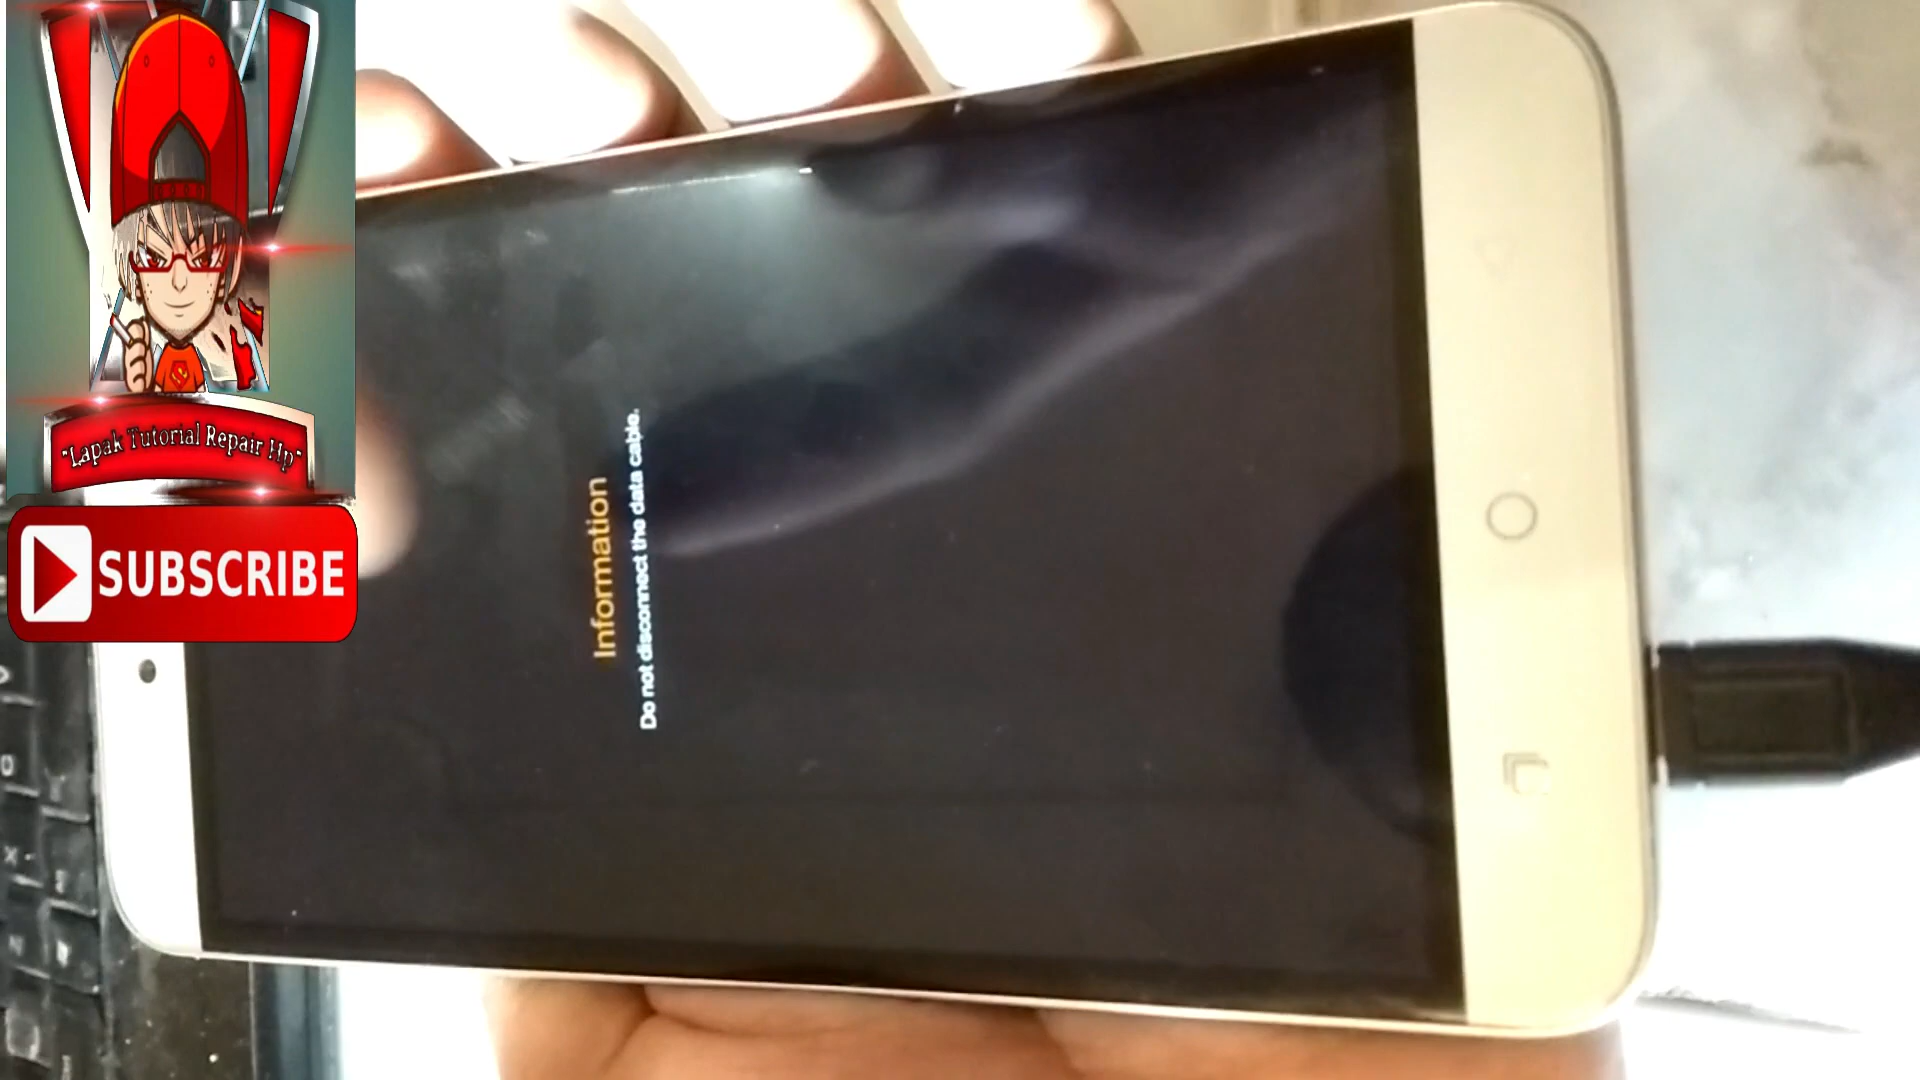 "Lapak Tutorial Repair Hp"
SUBSCRIBE
Information
Do not disconnect the data cable.